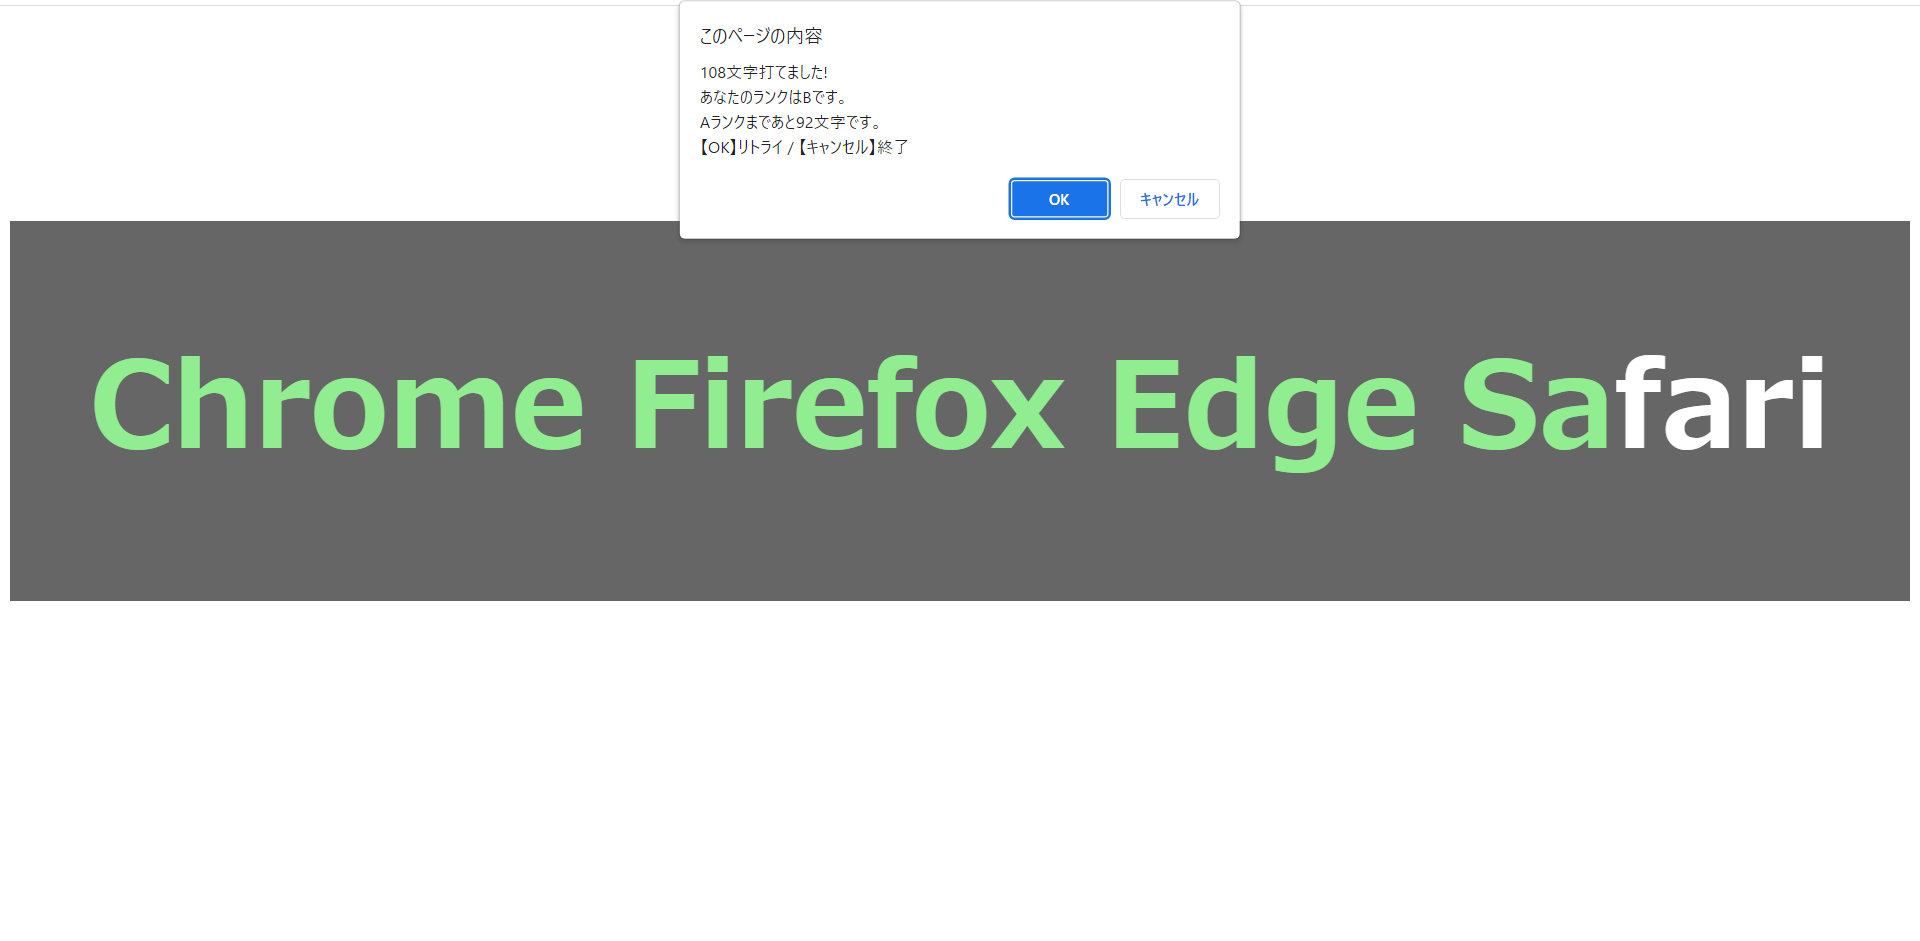 このページの内容
108文字打てました!
あなたのランクはBです。
Aランクまであと92文字です。
【OK】リトライ / 【キャンセル】終了
OK キャンセル
Chrome Firefox Edge Safari